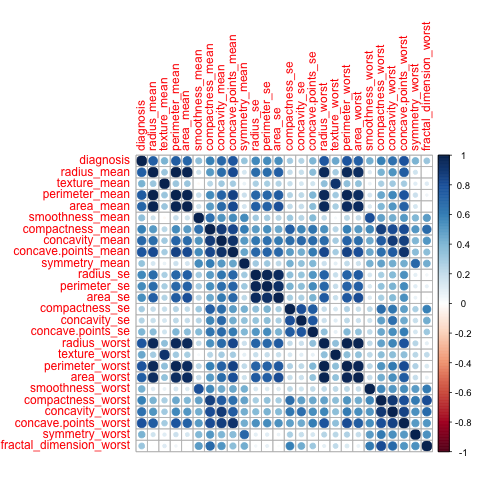 diagnosis
radius_mean
texture_mean
perimeter_mean
area_mean
smoothness_mean
compactness_mean
concavity_mean
concave.points_mean
symmetry_mean
radius_se
perimeter_se
area_se
compactness_se
concavity_se
concave.points_se
radius_worst
texture_worst
perimeter_worst
area_worst
smoothness_worst
compactness_worst
concavity_worst
concave.points_worst
symmetry_worst
fractal_dimension_worst
diagnosis
radius_mean
texture_mean
perimeter_mean
area_mean
smoothness_mean
compactness_mean
concavity_mean
concave.points_mean
symmetry_mean
radius_se
perimeter_se
area_se
compactness_se
concavity_se
concave.points_se
radius_worst
texture_worst
perimeter_worst
area_worst
smoothness_worst
compactness_worst
concavity_worst
concave.points_worst
symmetry_worst
fractal_dimension_worst
1
0.8
0.6
0.4
0.2
0
-0.2
-0.4
-0.6
-0.8
-1